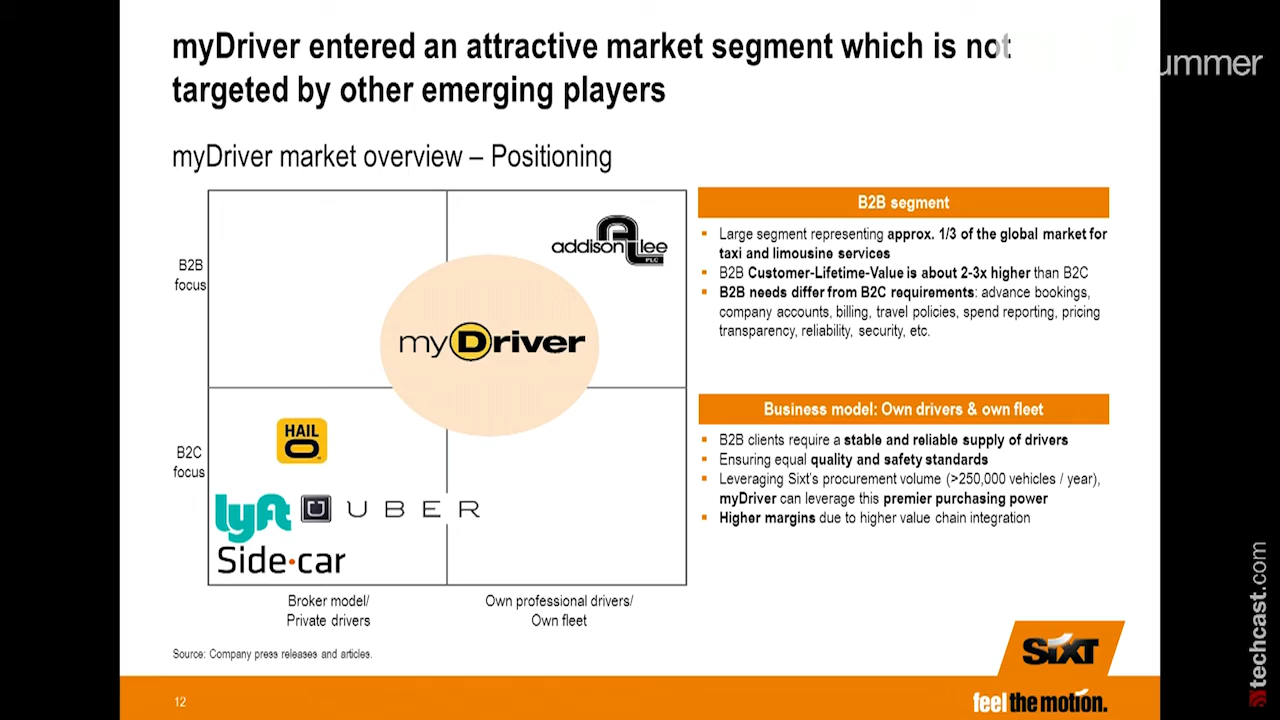 myDriver entered an attractive market segment which is not
targeted by other emerging players
ummer
myDriver market overview – Positioning
B2B
focus
B2C
focus
addison lee
PLC
myDriver
HAIL
O
lyft
U UBER
Side·car
Broker model/
Private drivers
Own professional drivers/
Own fleet
B2B segment
Large segment representing approx. 1/3 of the global market for
taxi and limousine services
B2B Customer-Lifetime-Value is about 2-3x higher than B2C
B2B needs differ from B2C requirements: advance bookings,
company accounts, billing, travel policies, spend reporting, pricing
transparency, reliability, security, etc.
Business model: Own drivers & own fleet
B2B clients require a stable and reliable supply of drivers
Ensuring equal quality and safety standards
Leveraging Sixt's procurement volume (>250,000 vehicles / year),
myDriver can leverage this premier purchasing power
Higher margins due to higher value chain integration
Source: Company press releases and articles.
SIXT
feel the motion.
12
techcast.com